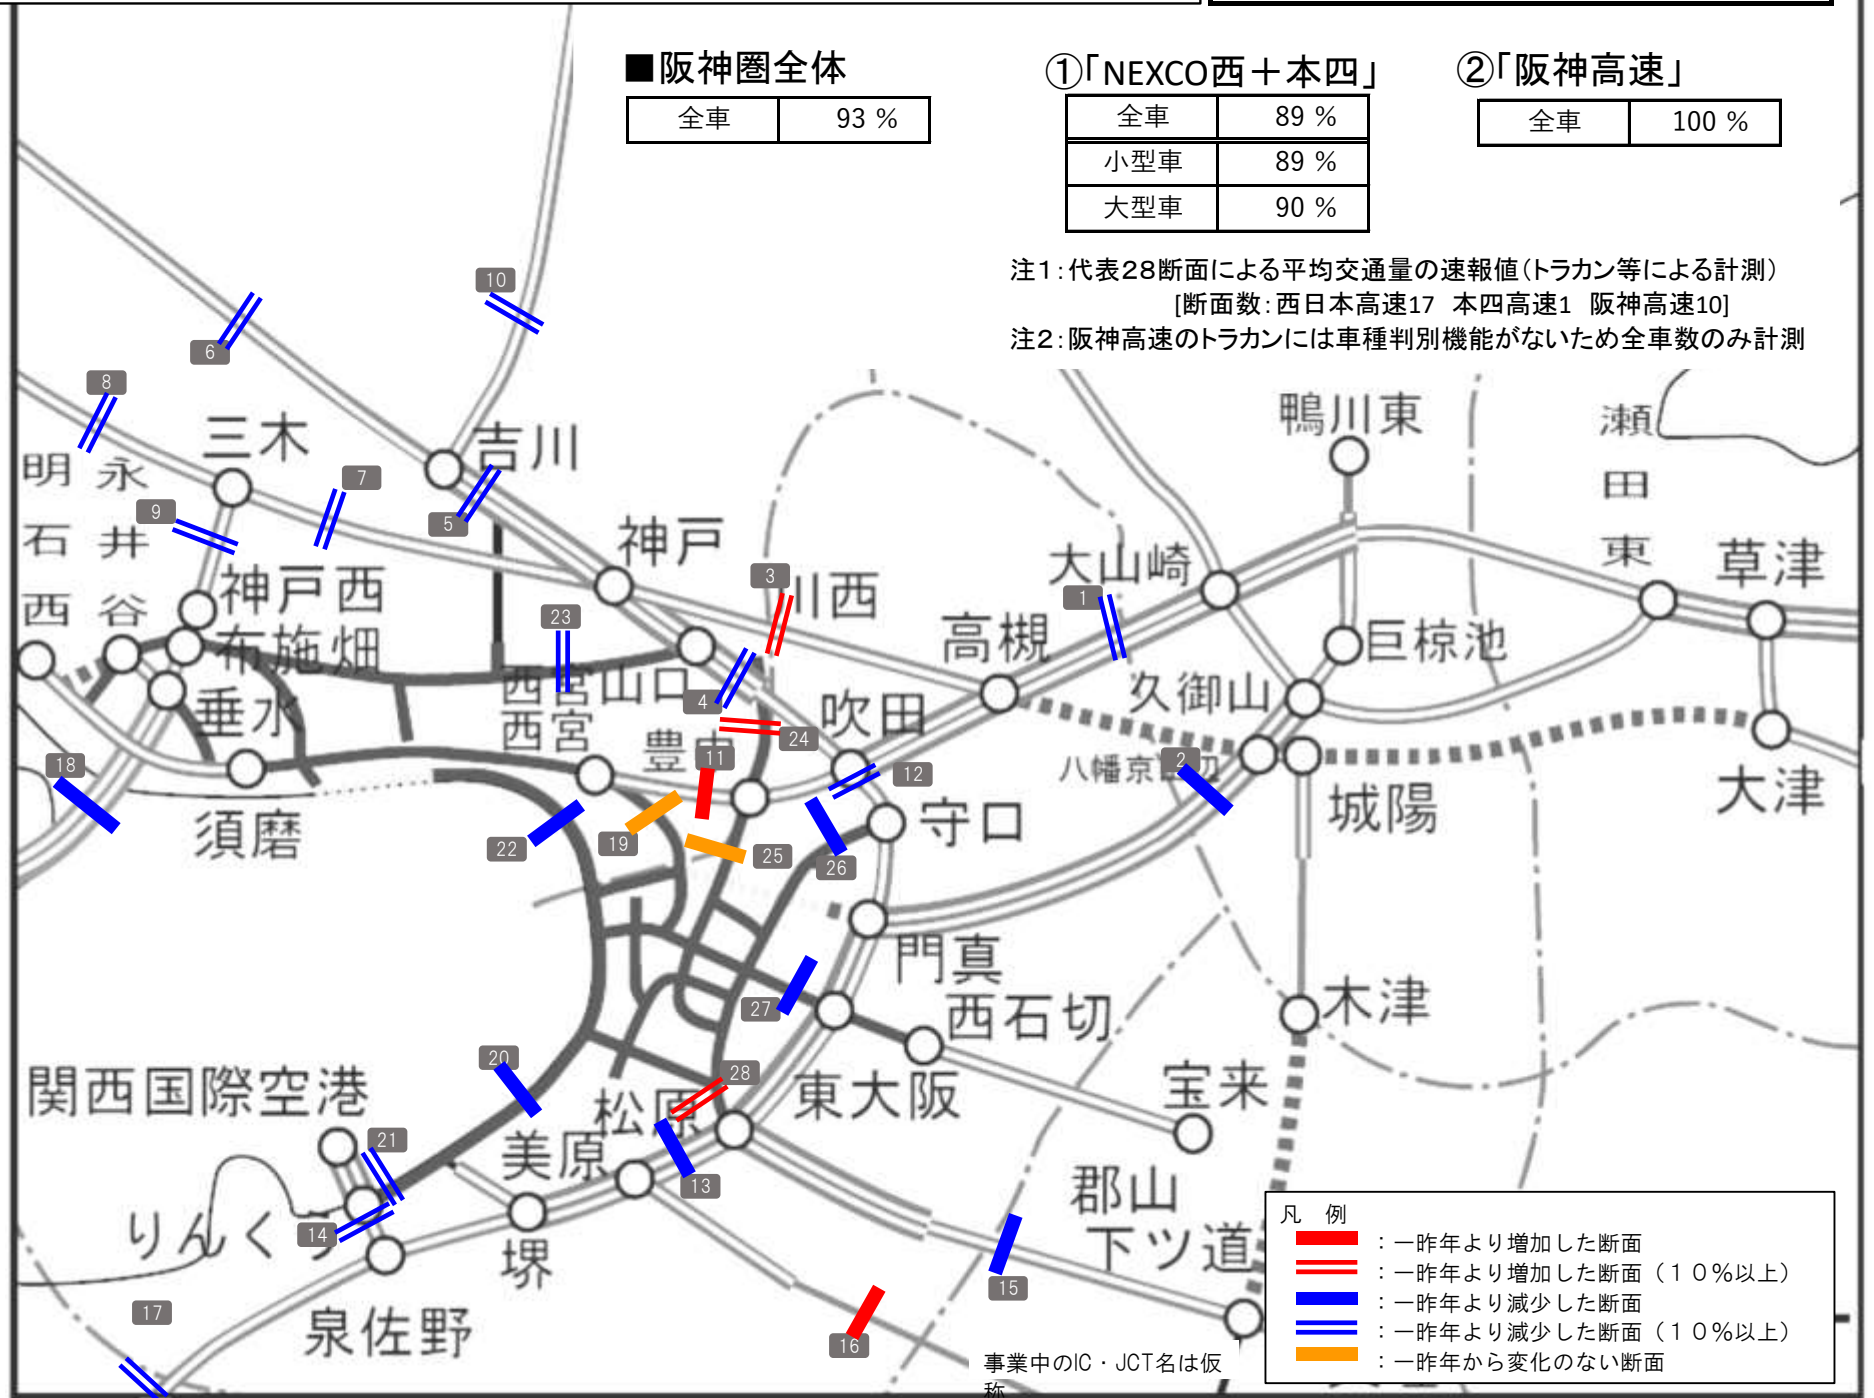 ■阪神圏全体
全車 93 %
①「NEXCO西＋本四」
全車 89 %
小型車 89 %
大型車 90 %
②「阪神高速」
全車 100 %
注1：代表28断面による平均交通量の速報値（トラカン等による計測）
[断面数：西日本高速17 本四高速1 阪神高速10]
注2：阪神高速のトラカンには車種判別機能がないため全車数のみ計測
10
6
8
三木
吉川
7
明石西
永井谷
9
5
神戸
神戸西
布施畑
23
3
川西
大山崎
1
鴨川東
瀬田東
草津
高槻
巨椋池
久御山
西宮山口
4
西宮
垂水
24
吹田
豊中
11
12
八幡京田辺
2
18
須磨
守口
城陽
大津
22
19
25
26
門真
27
西石切
木津
20
関西国際空港
松原
28
東大阪
宝来
21
美原
13
郡山
下ツ道
14
りんくう
堺
15
17
泉佐野
16
事業中のIC・JCT名は仮
称
凡 例
：一昨年より増加した断面
：一昨年より増加した断面（１０％以上）
：一昨年より減少した断面
：一昨年より減少した断面（１０％以上）
：一昨年から変化のない断面